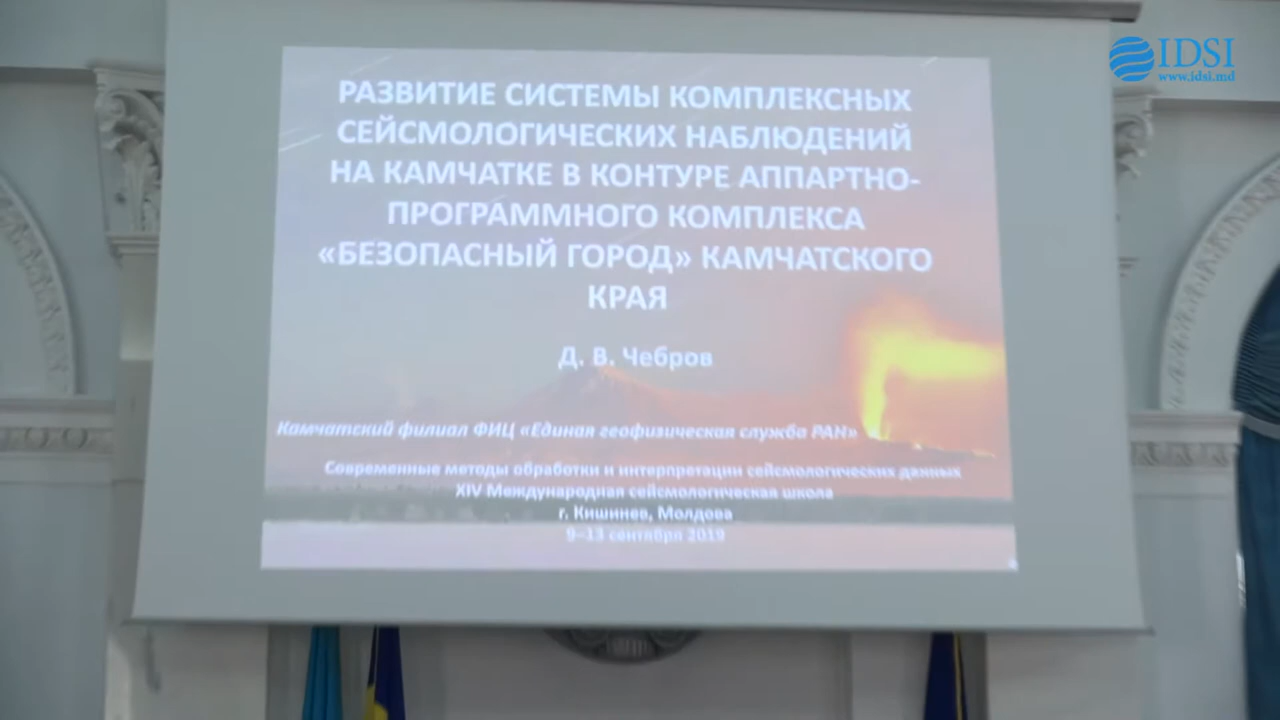 IDSI
www.idsi.md
РАЗВИТИЕ СИСТЕМЫ КОМПЛЕКСНЫХ
СЕЙСМОЛОГИЧЕСКИХ НАБЛЮДЕНИЙ
НА КАМЧАТКЕ В КОНТУРЕ АППАРТНО-
ПРОГРАММНОГО КОМПЛЕКСА
«БЕЗОПАСНЫЙ ГОРОД» КАМЧАТСКОГО
КРАЯ
Д. В. Чебров
Камчатский филиал ФИЦ «Единая геофизическая служба РАН»
Современные методы обработки и интерпретации сейсмологических данных
XIV Международная сейсмологическая школа
г. Кишинев, Молдова
9–13 сентября 2019